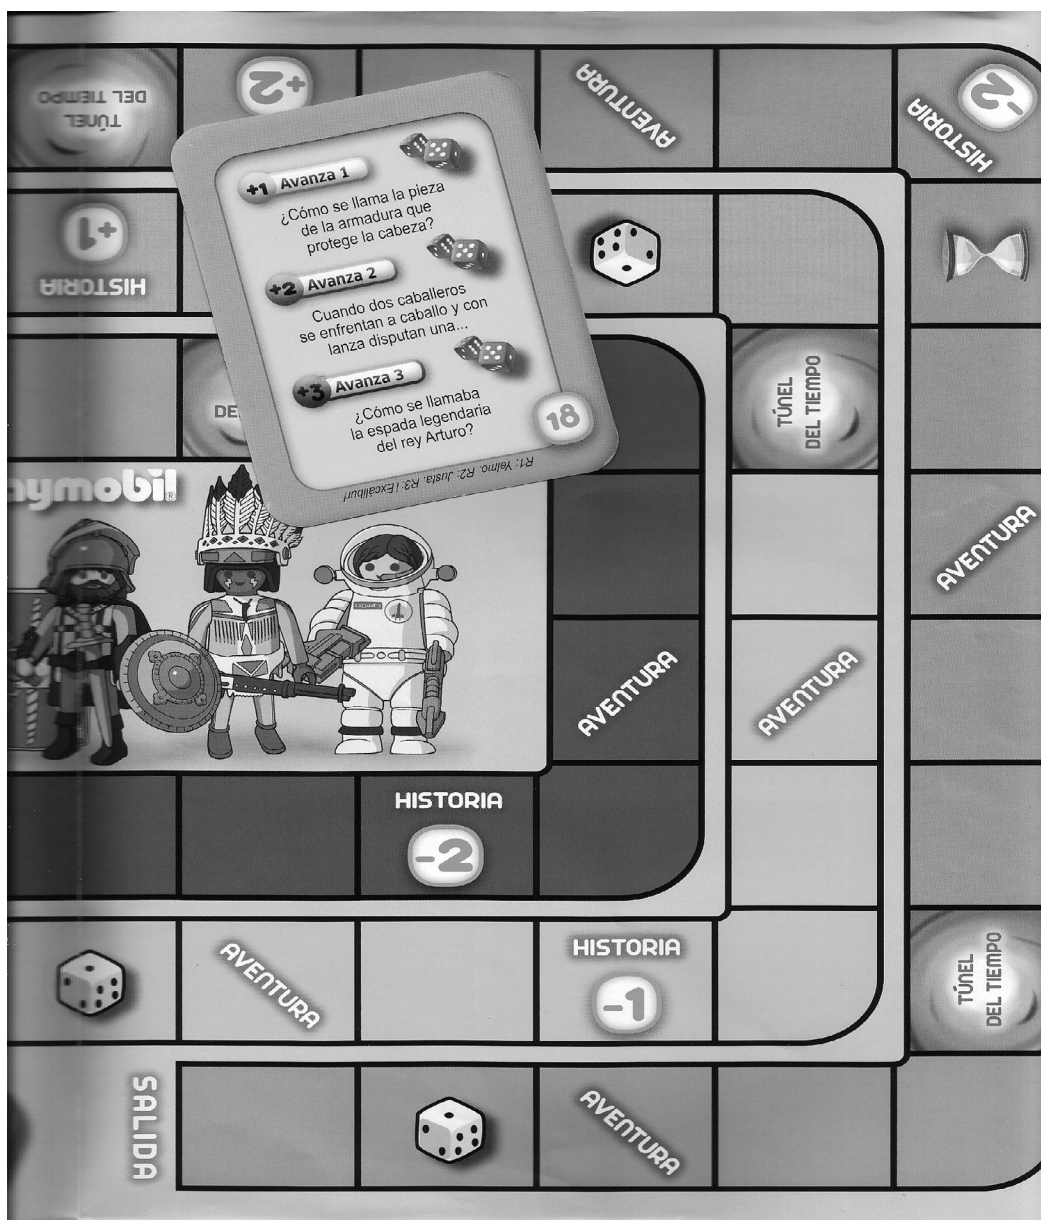 TÚNEL
DEL TIEMPO
+2
AVENTURA
HISTORIA
-2
HISTORIA
+1
+1 Avanza 1
¿Cómo se llama la pieza
de la armadura que
protege la cabeza?
+2 Avanza 2
Cuando dos caballeros
se enfrentan a caballo y con
lanza disputan una...
+3 Avanza 3
¿Cómo se llamaba
la espada legendaria
del rey Arturo?
18
R1: Yelmo. R2: Justa. R3: ¡Excálibur!
DE
TÚNEL
DEL TIEMPO
aymobil®
AVENTURA
AVENTURA
AVENTURA
HISTORIA
-2
AVENTURA
HISTORIA
-1
TÚNEL
DEL TIEMPO
SALIDA
AVENTURA